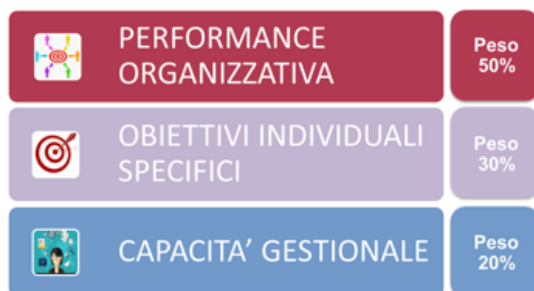 PERFORMANCE
ORGANIZZATIVA
Peso
50%
OBIETTIVI INDIVIDUALI
SPECIFICI
Peso
30%
CAPACITA’ GESTIONALE
Peso
20%